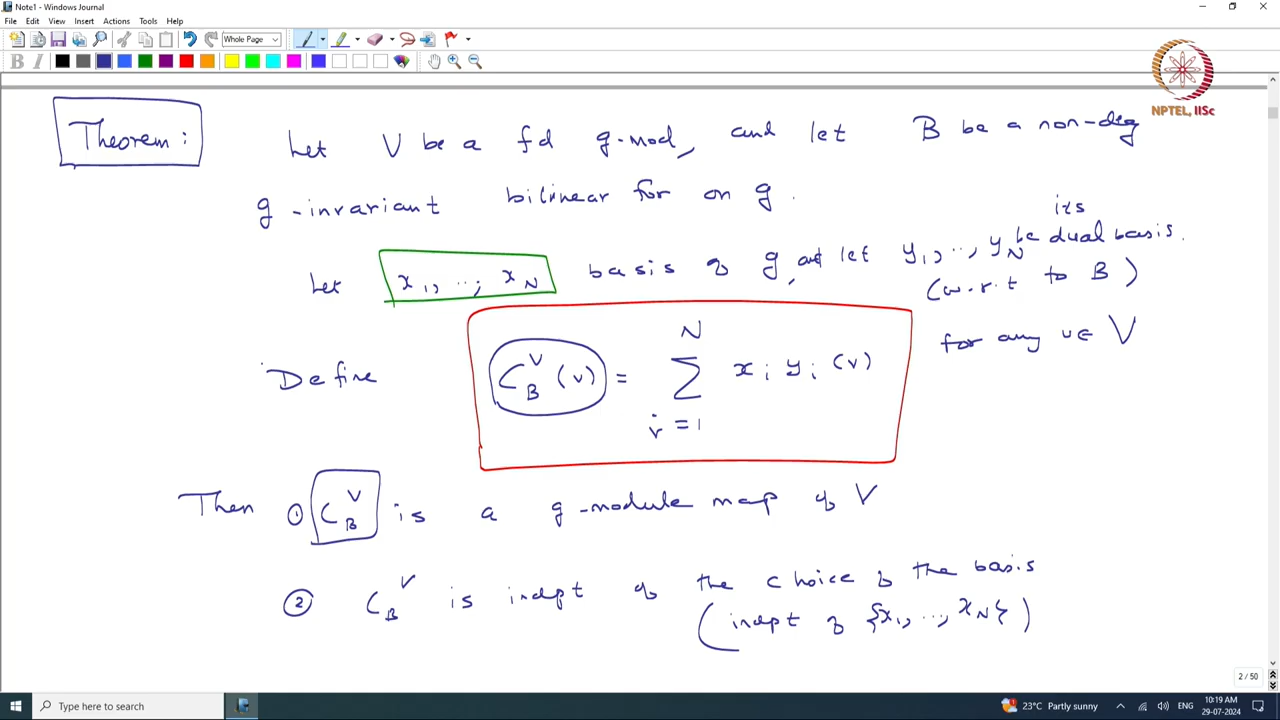 Note1 - Windows Journal
File Edit View Insert Actions Tools Help
Whole Page
B I
NPTEL, IISc
Theorem : Let V be a fd g-mod, and let B be a non-deg
g-invariant bilinear for on g.
Let x1, ..., xN basis of g, and let y1, ..., yN be its dual basis.
(w.r.t to B)
Define C_B^V (v) = Σ_{i=1}^{N} x_i y_i (v) for any v ∈ V
Then ① C_B^V is a g-module map of V
② C_B^V is indpt of the choice of the basis
(indpt of {x1, ..., xN})
2 / 50
Type here to search
23°C Partly sunny
ENG
10:19 AM
29-07-2024